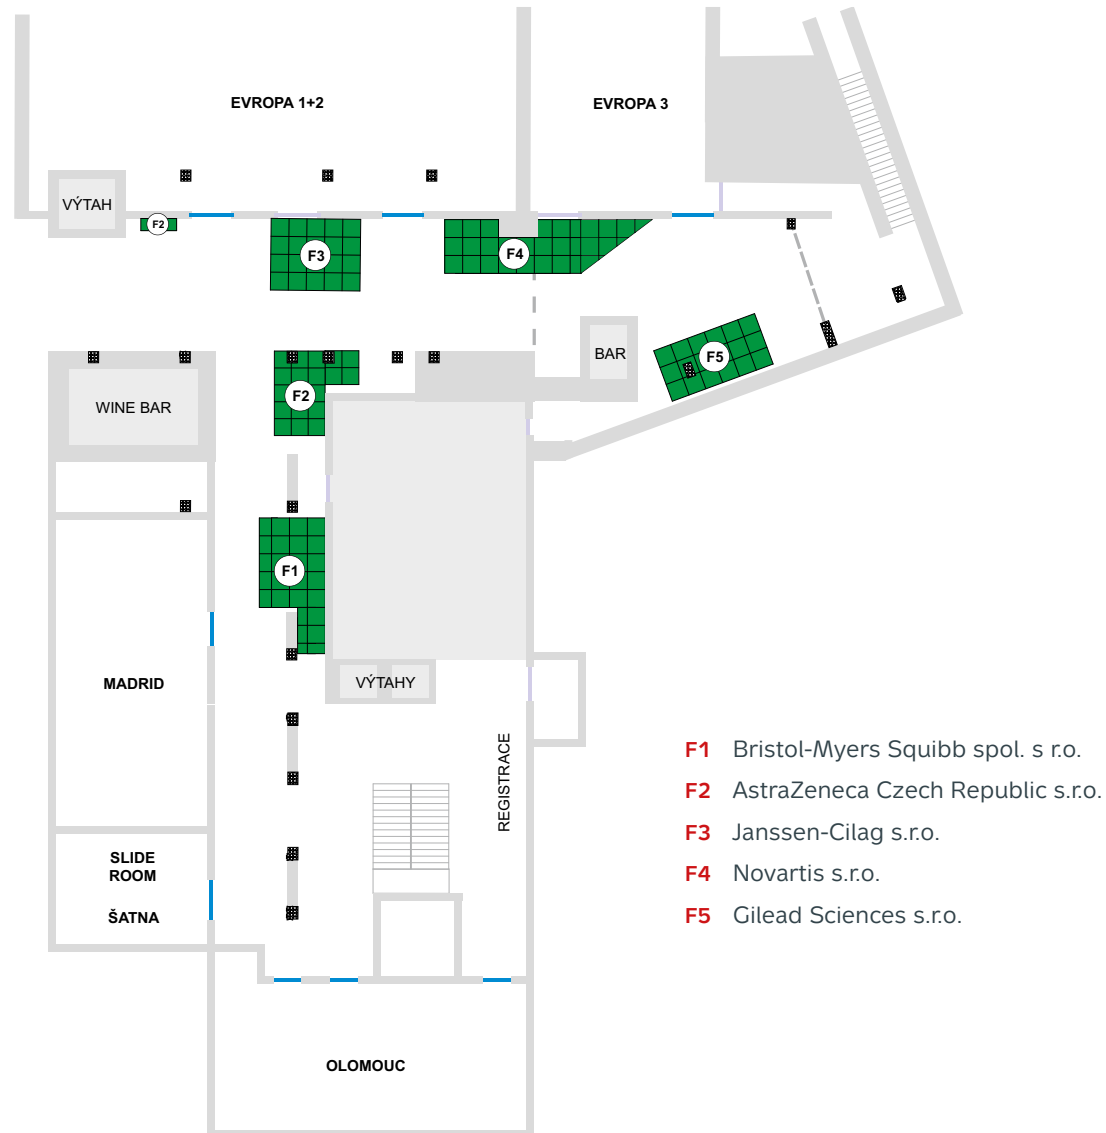 EVROPA 1+2
EVROPA 3
VÝTAH
F2
F3
F4
BAR
F5
F2
WINE BAR
F1
MADRID
VÝTAHY
REGISTRACE
F1 Bristol-Myers Squibb spol. s r.o.
F2 AstraZeneca Czech Republic s.r.o.
F3 Janssen-Cilag s.r.o.
F4 Novartis s.r.o.
F5 Gilead Sciences s.r.o.
SLIDE
ROOM
ŠATNA
OLOMOUC